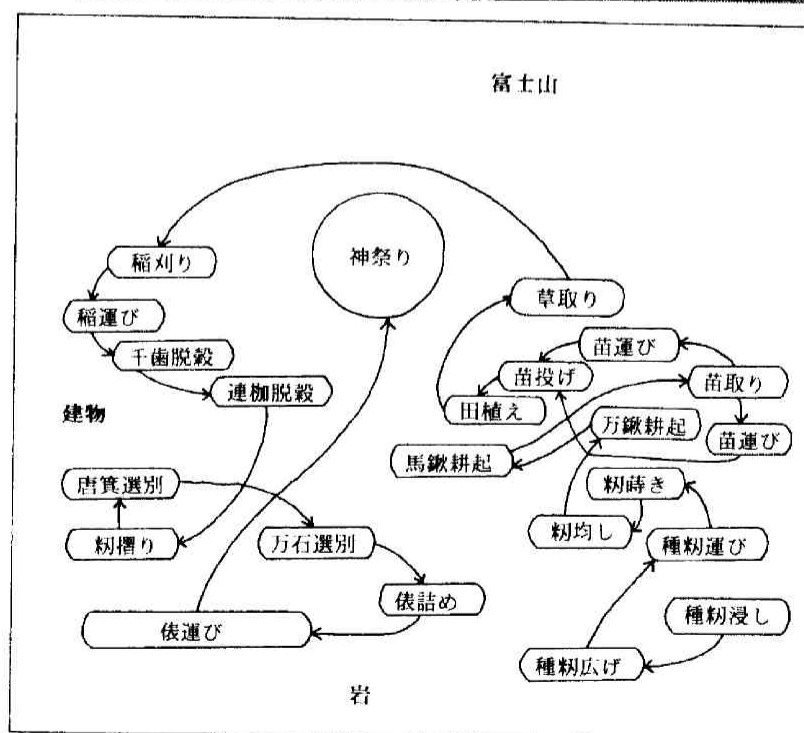 富士山
神祭り
稲刈り
稲運び
千歯脱穀
連枷脱穀
建物
唐箕選別
籾摺り
万石選別
俵詰め
俵運び
岩
草取り
苗運び
苗投げ
苗取り
田植え
万鍬耕起
苗運び
馬鍬耕起
籾蒔き
籾均し
種籾運び
種籾浸し
種籾広げ